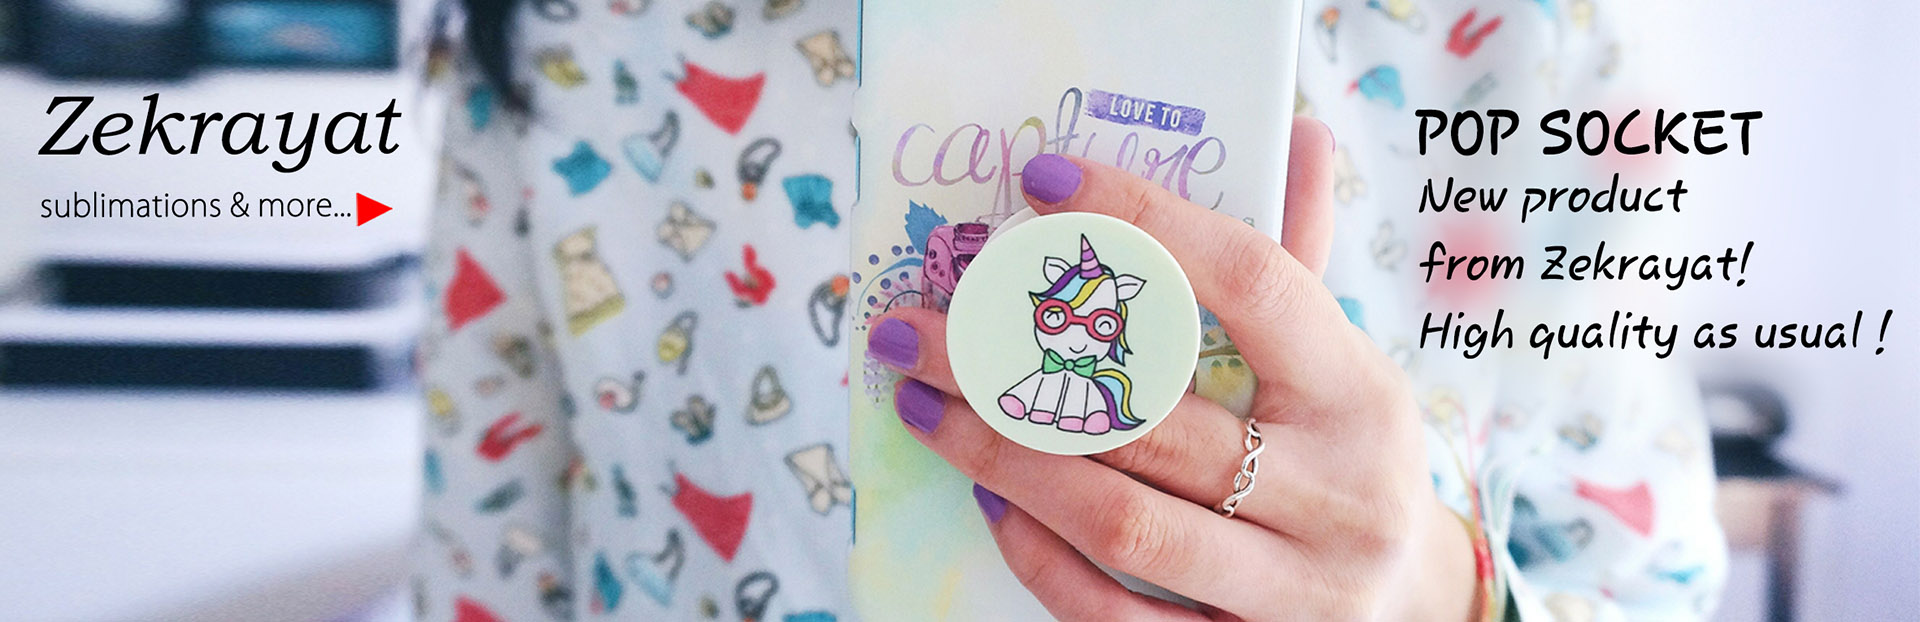 Zekrayat
sublimations & more...
LOVE TO
capture
POP SOCKET
New product
from Zekrayat!
High quality as usual !